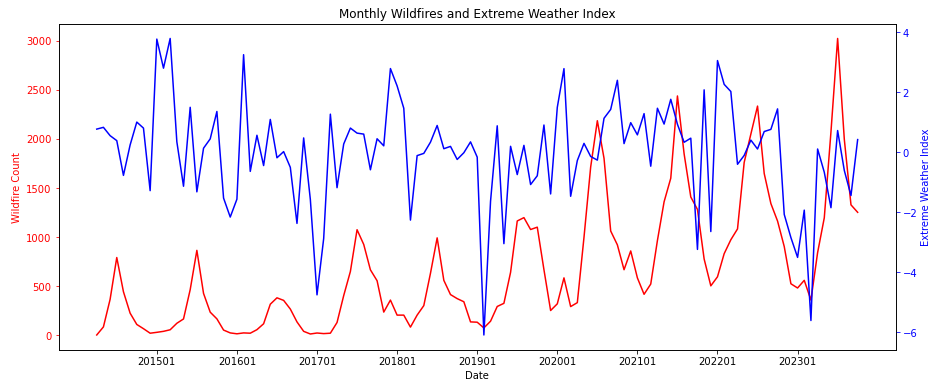 Monthly Wildfires and Extreme Weather Index
Wildfire Count
3000
2500
2000
1500
1000
500
0
4
2
0
−2
−4
−6
Extreme Weather Index
201501 201601 201701 201801 201901 202001 202101 202201 202301
Date